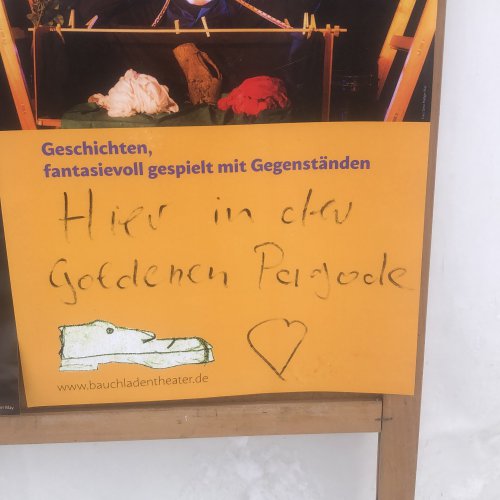 Geschichten,
fantasievoll gespielt mit Gegenständen
Hier in der
Goldenen Pagode
www.bauchladentheater.de